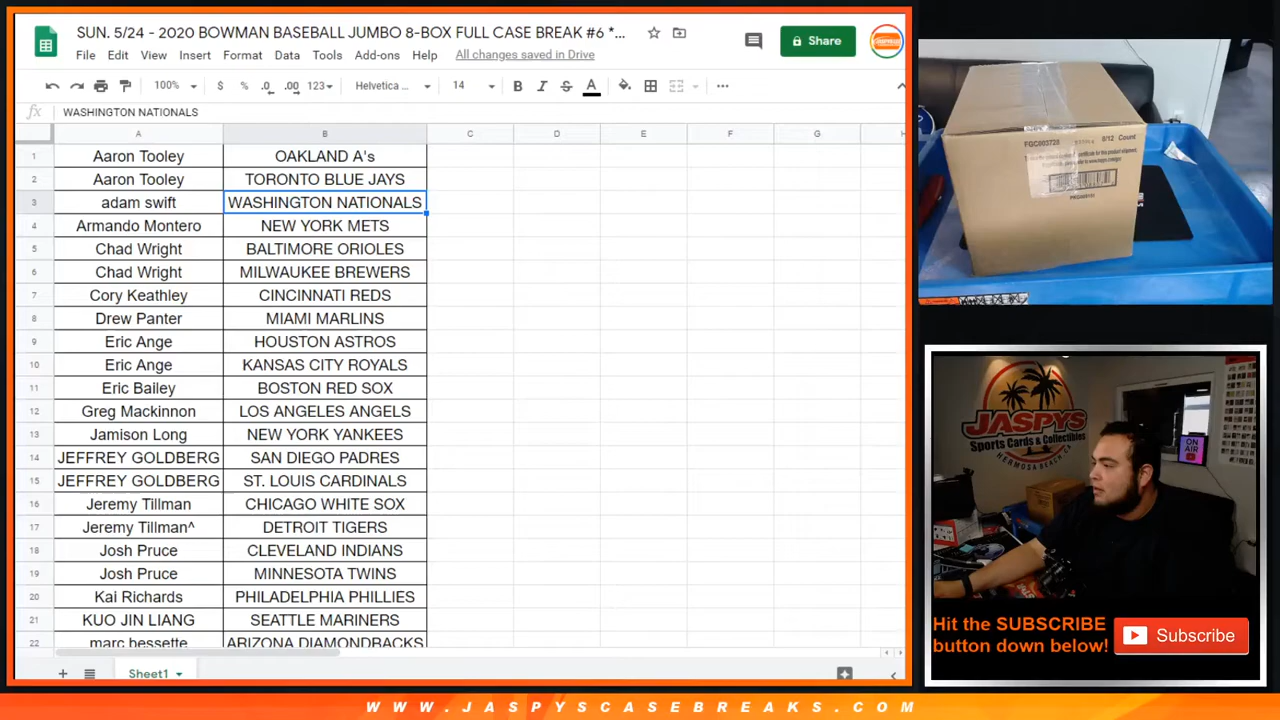 SUN. 5/24 - 2020 BOWMAN BASEBALL JUMBO 8-BOX FULL CASE BREAK #6 *...
File Edit View Insert Format Data Tools Add-ons Help All changes saved in Drive
Share
100% $ % .0 .00 123 Helvetica ... 14 B I S A
fx WASHINGTON NATIONALS
A B C D E F G H
1 Aaron Tooley OAKLAND A's
2 Aaron Tooley TORONTO BLUE JAYS
3 adam swift WASHINGTON NATIONALS
4 Armando Montero NEW YORK METS
5 Chad Wright BALTIMORE ORIOLES
6 Chad Wright MILWAUKEE BREWERS
7 Cory Keathley CINCINNATI REDS
8 Drew Panter MIAMI MARLINS
9 Eric Ange HOUSTON ASTROS
10 Eric Ange KANSAS CITY ROYALS
11 Eric Bailey BOSTON RED SOX
12 Greg Mackinnon LOS ANGELES ANGELS
13 Jamison Long NEW YORK YANKEES
14 JEFFREY GOLDBERG SAN DIEGO PADRES
15 JEFFREY GOLDBERG ST. LOUIS CARDINALS
16 Jeremy Tillman CHICAGO WHITE SOX
17 Jeremy Tillman^ DETROIT TIGERS
18 Josh Pruce CLEVELAND INDIANS
19 Josh Pruce MINNESOTA TWINS
20 Kai Richards PHILADELPHIA PHILLIES
21 KUO JIN LIANG SEATTLE MARINERS
22 marc bessette ARIZONA DIAMONDBACKS
Sheet1
FGC003728 8/12 Count
JASPYS
Sports Cards & Collectibles
HERMOSA BEACH, CA
ON
AIR
Hit the SUBSCRIBE
button down below!
Subscribe
WWW.JASPYSCASEBREAKS.COM